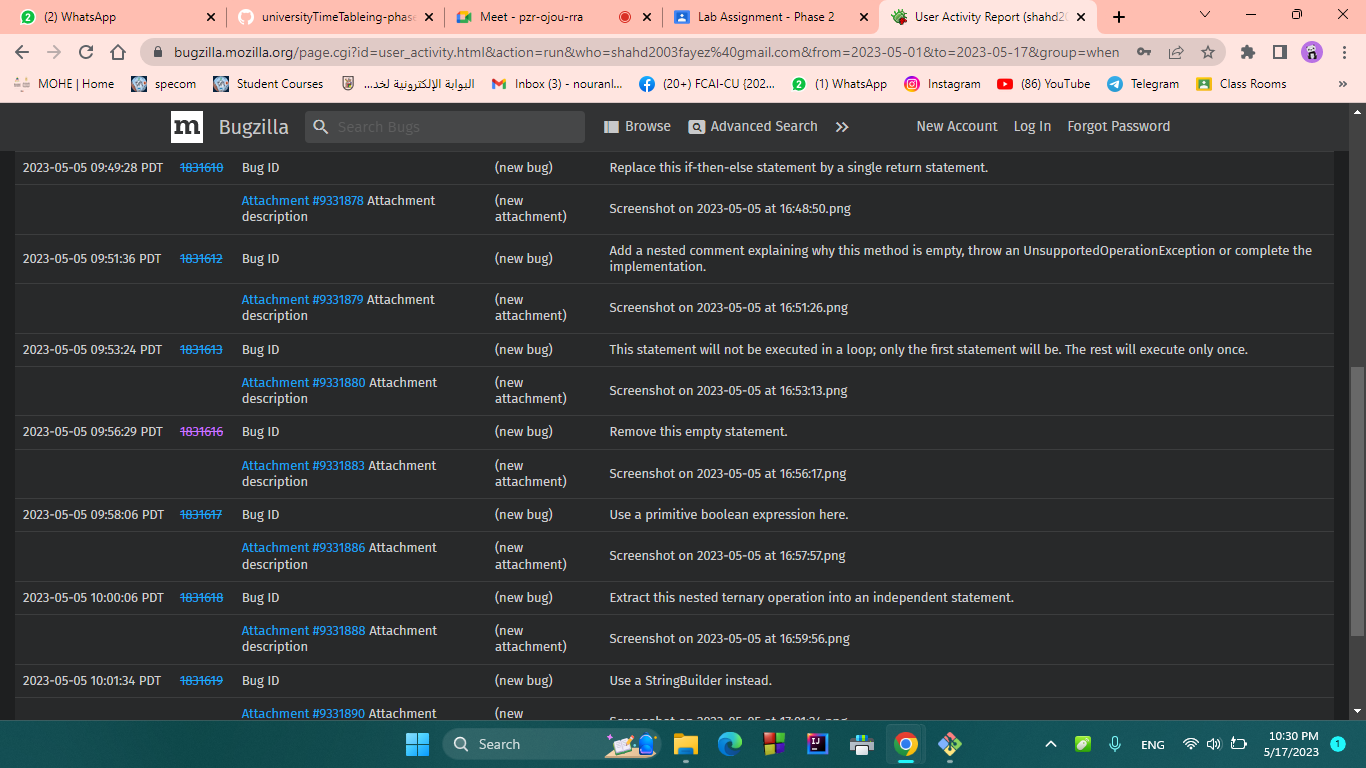 (2) WhatsApp
universityTimeTableing-phase
Meet - pzr-ojou-rra
Lab Assignment - Phase 2
User Activity Report (shahd20
bugzilla.mozilla.org/page.cgi?id=user_activity.html&action=run&who=shahd2003fayez%40gmail.com&from=2023-05-01&to=2023-05-17&group=when
MOHE | Home
specom
Student Courses
البوابة الإلكترونية لخد...
Inbox (3) - nouranl...
(20+) FCAI-CU {202...
(1) WhatsApp
Instagram
(86) YouTube
Telegram
Class Rooms
m Bugzilla
Search Bugs
Browse
Advanced Search
New Account
Log In
Forgot Password
2023-05-05 09:49:28 PDT 1831610 Bug ID (new bug) Replace this if-then-else statement by a single return statement.
Attachment #9331878 Attachment description (new attachment) Screenshot on 2023-05-05 at 16:48:50.png
2023-05-05 09:51:36 PDT 1831612 Bug ID (new bug) Add a nested comment explaining why this method is empty, throw an UnsupportedOperationException or complete the
implementation.
Attachment #9331879 Attachment description (new attachment) Screenshot on 2023-05-05 at 16:51:26.png
2023-05-05 09:53:24 PDT 1831613 Bug ID (new bug) This statement will not be executed in a loop; only the first statement will be. The rest will execute only once.
Attachment #9331880 Attachment description (new attachment) Screenshot on 2023-05-05 at 16:53:13.png
2023-05-05 09:56:29 PDT 1831616 Bug ID (new bug) Remove this empty statement.
Attachment #9331883 Attachment description (new attachment) Screenshot on 2023-05-05 at 16:56:17.png
2023-05-05 09:58:06 PDT 1831617 Bug ID (new bug) Use a primitive boolean expression here.
Attachment #9331886 Attachment description (new attachment) Screenshot on 2023-05-05 at 16:57:57.png
2023-05-05 10:00:06 PDT 1831618 Bug ID (new bug) Extract this nested ternary operation into an independent statement.
Attachment #9331888 Attachment description (new attachment) Screenshot on 2023-05-05 at 16:59:56.png
2023-05-05 10:01:34 PDT 1831619 Bug ID (new bug) Use a StringBuilder instead.
Attachment #9331890 Attachment (new
Search
ENG
10:30 PM
5/17/2023
1